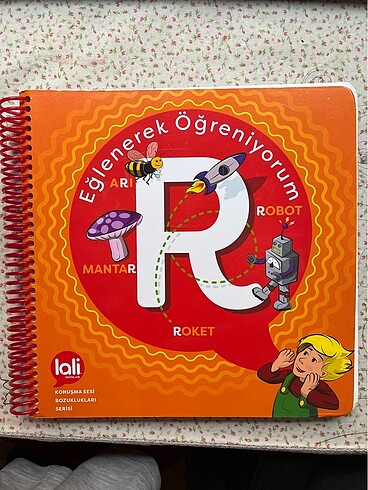 Eğlenerek Öğreniyorum
ARI
R
ROBOT
MANTAR
ROKET
lali
KONUŞMA SESİ
BOZUKLUKLARI
SERİSİ